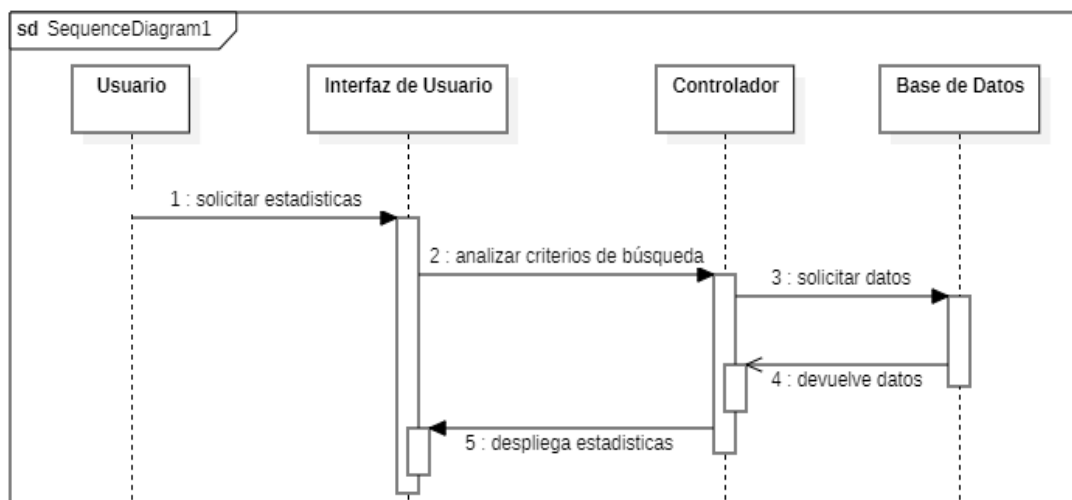 sd SequenceDiagram1
Usuario
Interfaz de Usuario
Controlador
Base de Datos
1 : solicitar estadisticas
2 : analizar criterios de búsqueda
3 : solicitar datos
4 : devuelve datos
5 : despliega estadisticas